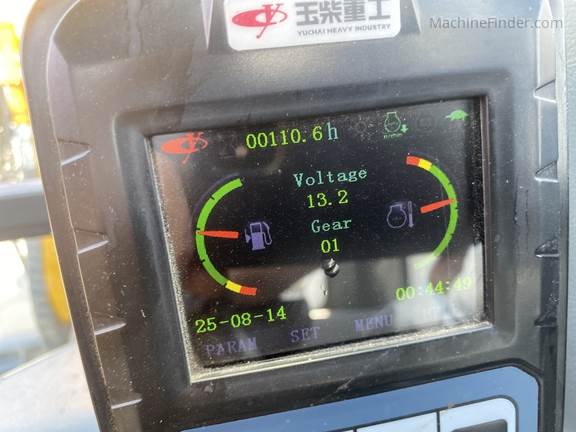 MachineFinder.com
玉柴重工
YUCHAI HEAVY INDUSTRY
00110.6h
Voltage
13.2
Gear
01
25-08-14
00:44:49
PARAM SET MENU